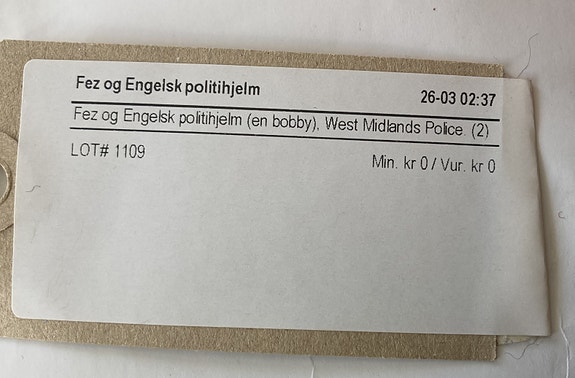 Fez og Engelsk politihjelm 26-03 02:37
Fez og Engelsk politihjelm (en bobby), West Midlands Police. (2)
LOT# 1109 Min. kr 0 / Vur. kr 0